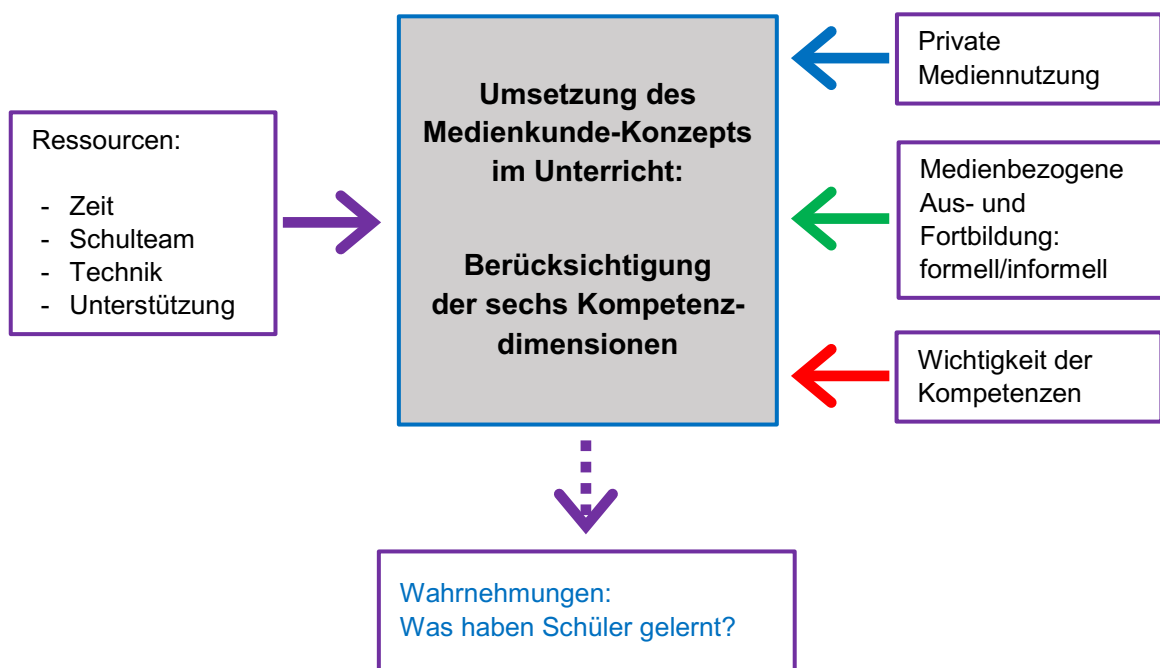 Ressourcen:
- Zeit
- Schulteam
- Technik
- Unterstützung
Umsetzung des
Medienkunde-Konzepts
im Unterricht:
Berücksichtigung
der sechs Kompetenz-
dimensionen
Private
Mediennutzung
Medienbezogene
Aus- und
Fortbildung:
formell/informell
Wichtigkeit der
Kompetenzen
Wahrnehmungen:
Was haben Schüler gelernt?